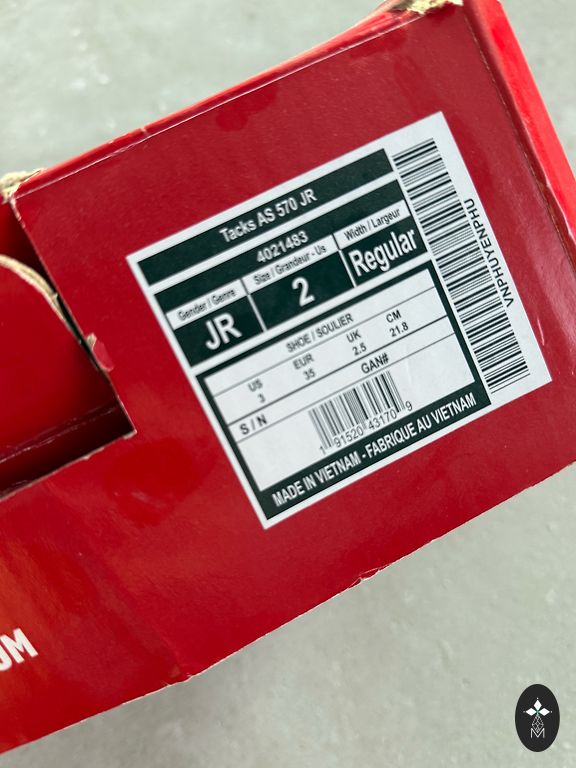 Tacks AS 570 JR
4021483
Gender / Genre Size / Grandeur - Us Width / Largeur
JR 2 Regular
SHOE / SOULIER
US EUR UK CM
3 35 2.5 21.8
S / N GAN#
1 91520 43170 9
MADE IN VIETNAM - FABRIQUE AU VIETNAM
VNPHUYENPHU
OM
M